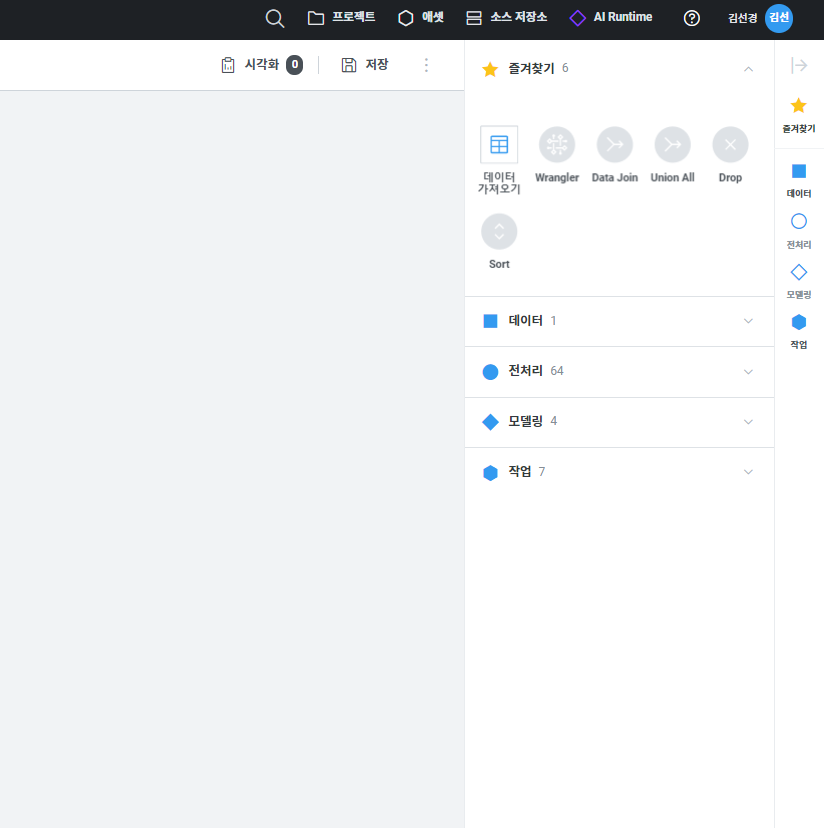 프로젝트 애셋 소스 저장소 AI Runtime 김선경 김선
시각화 0 저장
즐겨찾기 6
데이터
가져오기
Wrangler Data Join Union All Drop
Sort
데이터 1
전처리 64
모델링 4
작업 7
즐겨찾기
데이터
전처리
모델링
작업